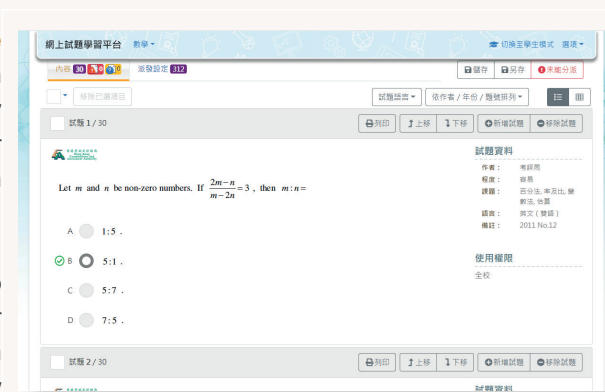 網上試題學習平台 數學 切換至學生模式 選項
內容 30 0 0 派發設定 312 儲存 另存 未能分派
移除已選項目 試題語言 依作者 / 年份 / 題號排列
試題 1 / 30 列印 上移 下移 新增試題 移除試題
Let m and n be non-zero numbers. If \frac{2m-n}{m-2n}=3 , then m:n=
A 1:5 .
B 5:1 .
C 5:7 .
D 7:5 .
試題資料
作者： 考評局
程度： 容易
課題： 百分法, 率及比, 變
數法, 估算
語言： 英文 ( 雙語 )
備註： 2011 No.12
使用權限
全校
試題 2 / 30 列印 上移 下移 新增試題 移除試題
試題資料